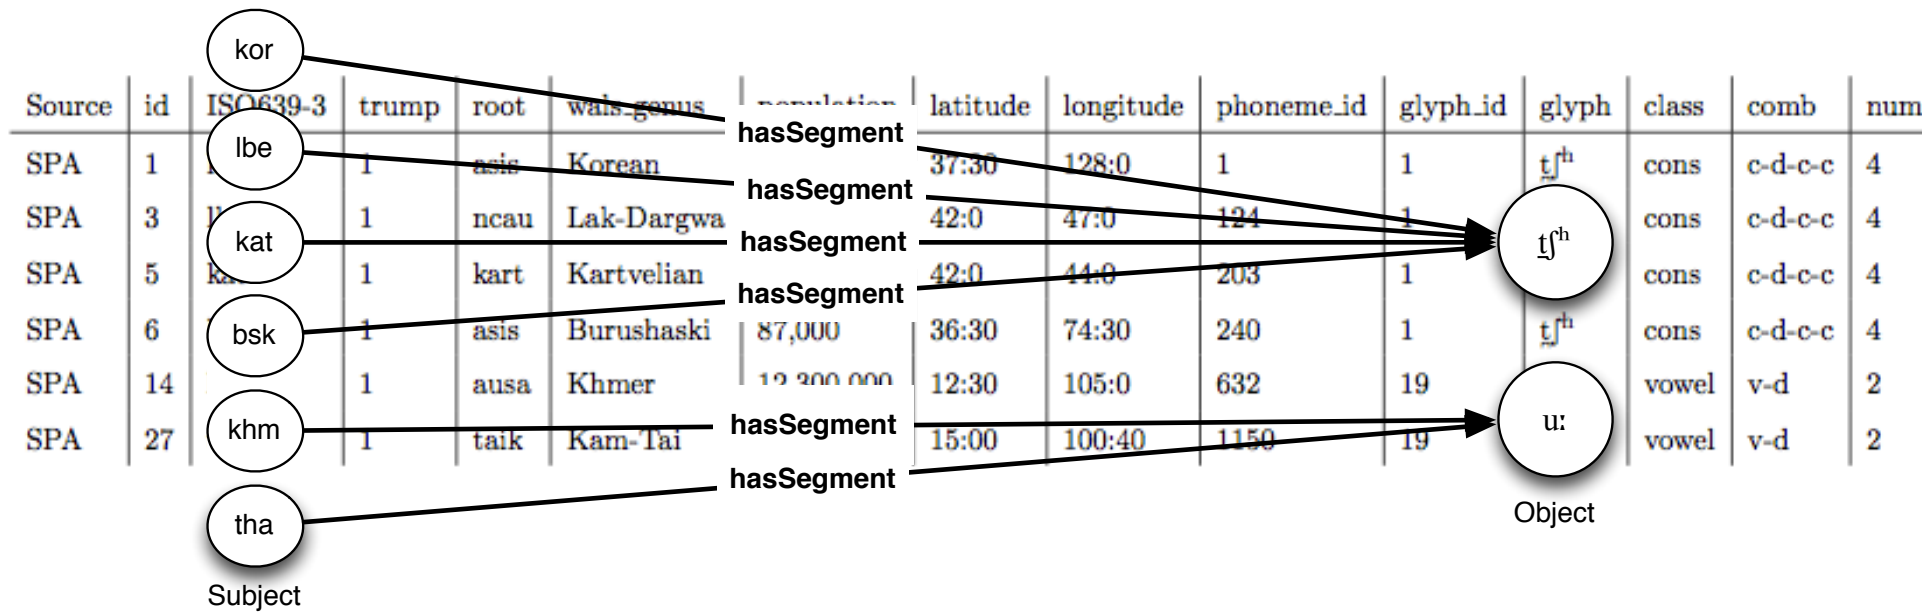 kor
Source id ISO639-3 trump root wals_genus population latitude longitude phoneme_id glyph_id glyph class comb num
hasSegment
lbe
SPA 1 1 asis Korean 37:30 128:0 1 1 t̠ʃʰ cons c-d-c-c 4
hasSegment
SPA 3 1 ncau Lak-Dargwa 42:0 47:0 124 1 cons c-d-c-c 4
kat hasSegment t̠ʃʰ
SPA 5 1 kart Kartvelian 42:0 44:0 203 1 cons c-d-c-c 4
hasSegment
bsk
SPA 6 1 asis Burushaski 87,000 36:30 74:30 240 1 t̠ʃʰ cons c-d-c-c 4
SPA 14 1 ausa Khmer 12,300,000 12:30 105:0 632 19 vowel v-d 2
khm hasSegment uː
SPA 27 1 taik Kam-Tai 15:00 100:40 1150 19 vowel v-d 2
hasSegment
tha
Object
Subject